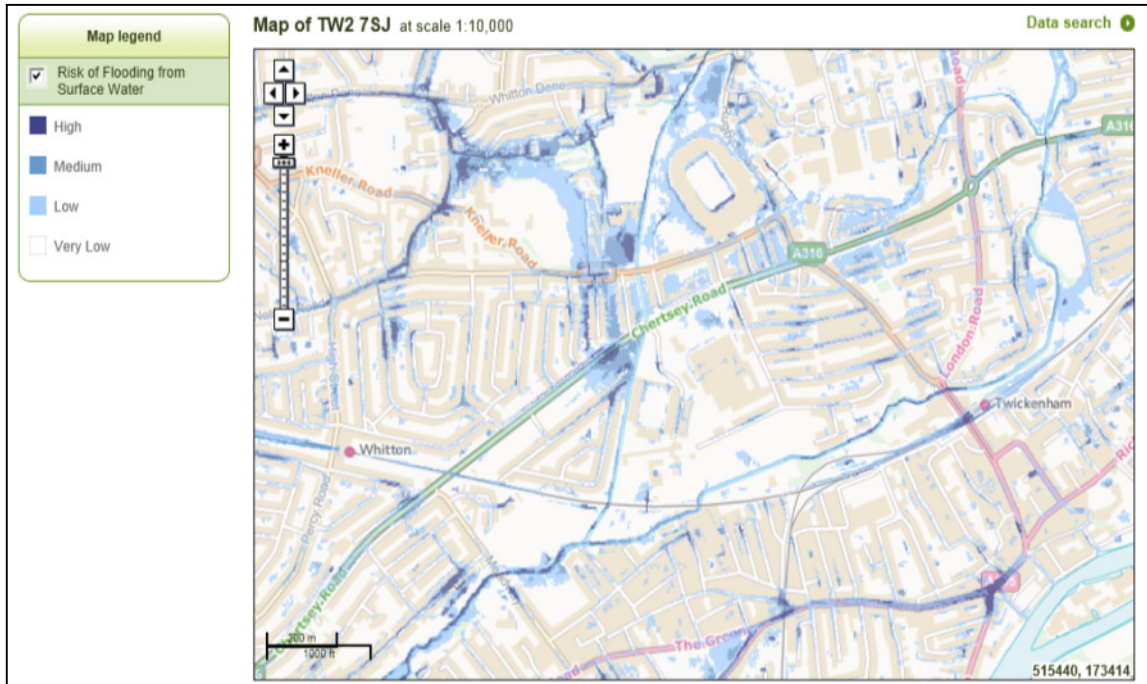 Map legend
Risk of Flooding from
Surface Water
High
Medium
Low
Very Low
Map of TW2 7SJ at scale 1:10,000
Data search
Whitton Dene
Road
A316
Kneller Road
Kneller Road
A316
Chertsey Road
London Road
Twickenham
Whitton
Percy Road
Chertsey Road
The Green
Road
200 m
1000 ft
515440, 173414